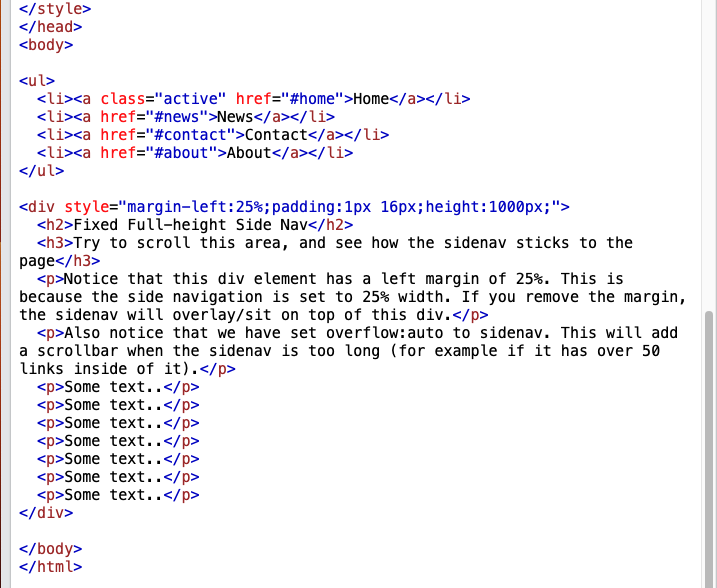 </style>
</head>
<body>
<ul>
<li><a class="active" href="#home">Home</a></li>
<li><a href="#news">News</a></li>
<li><a href="#contact">Contact</a></li>
<li><a href="#about">About</a></li>
</ul>
<div style="margin-left:25%;padding:1px 16px;height:1000px;">
<h2>Fixed Full-height Side Nav</h2>
<h3>Try to scroll this area, and see how the sidenav sticks to the
page</h3>
<p>Notice that this div element has a left margin of 25%. This is
because the side navigation is set to 25% width. If you remove the margin,
the sidenav will overlay/sit on top of this div.</p>
<p>Also notice that we have set overflow:auto to sidenav. This will add
a scrollbar when the sidenav is too long (for example if it has over 50
links inside of it).</p>
<p>Some text..</p>
<p>Some text..</p>
<p>Some text..</p>
<p>Some text..</p>
<p>Some text..</p>
<p>Some text..</p>
<p>Some text..</p>
</div>
</body>
</html>